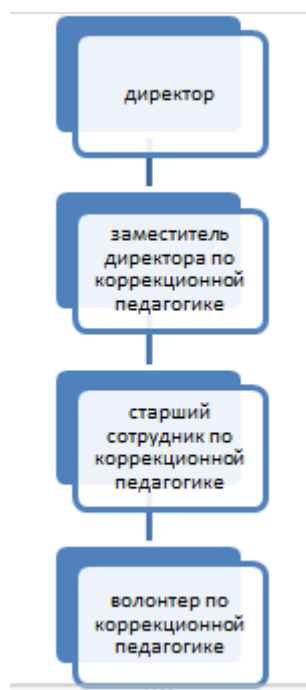 директор
заместитель
директора по
коррекционной
педагогике
старший
сотрудник по
коррекционной
педагогике
волонтер по
коррекционной
педагогике